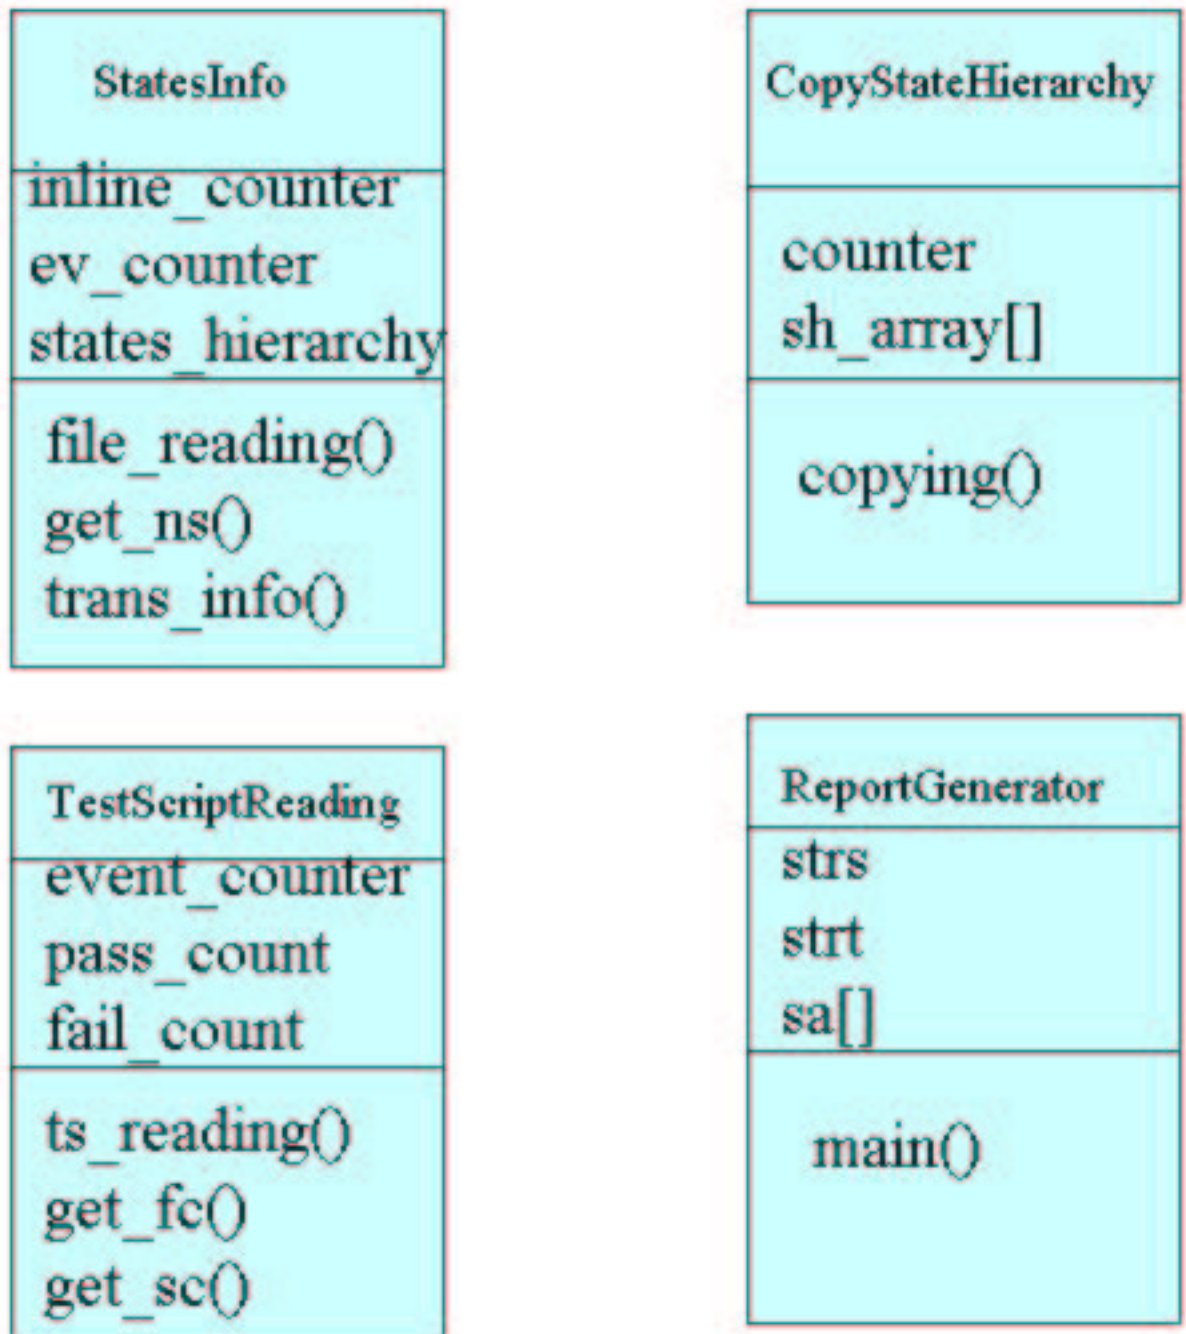 StatesInfo
inline_counter
ev_counter
states_hierarchy
file_reading()
get_ns()
trans_info()
CopyStateHierarchy
counter
sh_array[]
copying()
TestScriptReading
event_counter
pass_count
fail_count
ts_reading()
get_fc()
get_sc()
ReportGenerator
strs
strt
sa[]
main()